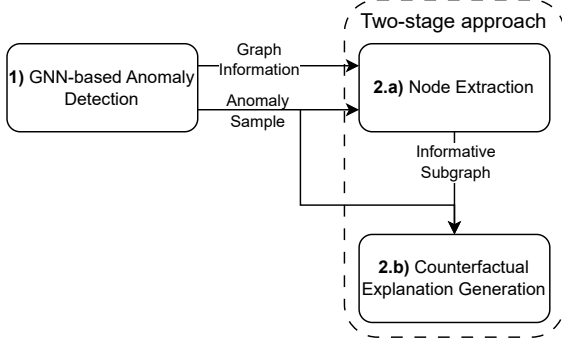 Two-stage approach
1) GNN-based Anomaly
Detection
Graph
Information
Anomaly
Sample
2.a) Node Extraction
Informative
Subgraph
2.b) Counterfactual
Explanation Generation